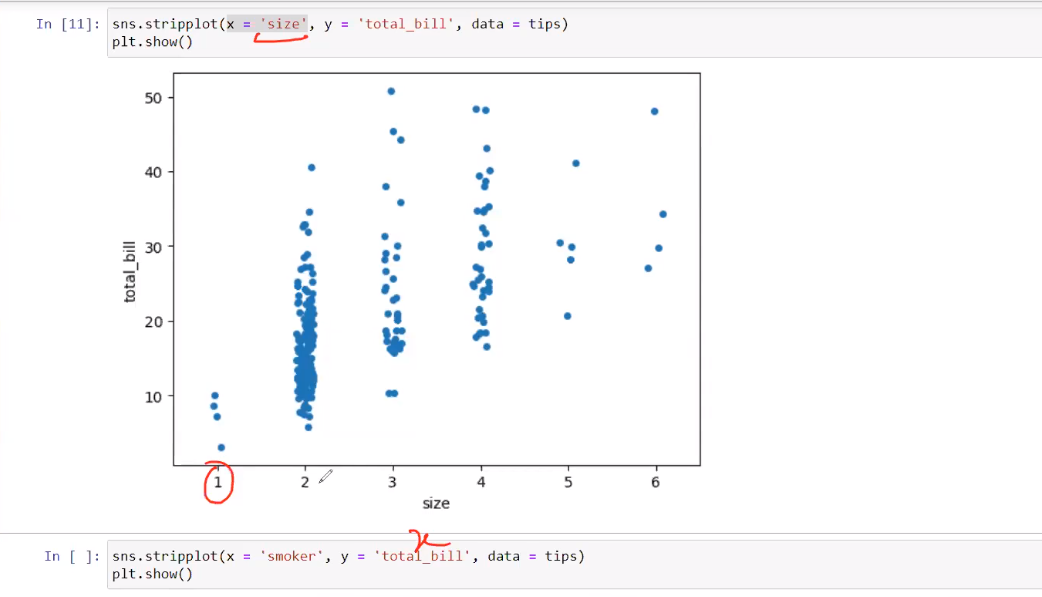 In [11]: sns.stripplot(x = 'size', y = 'total_bill', data = tips)
plt.show()
50
40
30
20
10
total_bill
1 2 3 4 5 6
size
x
In [ ]: sns.stripplot(x = 'smoker', y = 'total_bill', data = tips)
plt.show()